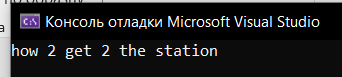 Консоль отладки Microsoft Visual Studio
how 2 get 2 the station